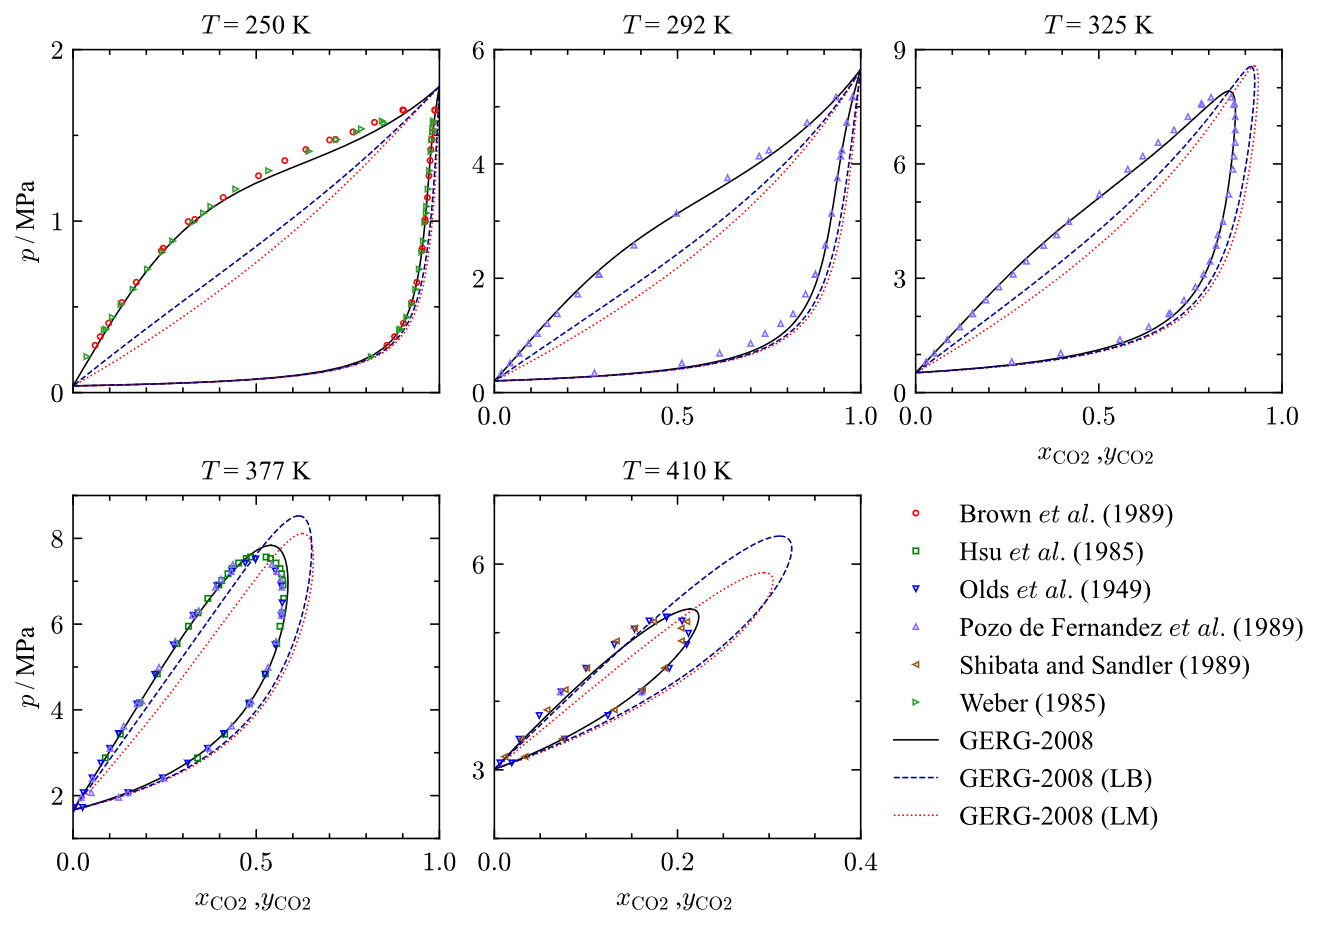 T = 250 K
T = 292 K
T = 325 K
2
1
0
p / MPa
6
4
2
0
0.0 0.5 1.0
9
6
3
0
0.0 0.5 1.0
xCO2 ,yCO2
T = 377 K
T = 410 K
8
6
4
2
p / MPa
0.0 0.5 1.0
xCO2 ,yCO2
6
3
0.0 0.2 0.4
xCO2 ,yCO2
Brown et al. (1989)
Hsu et al. (1985)
Olds et al. (1949)
Pozo de Fernandez et al. (1989)
Shibata and Sandler (1989)
Weber (1985)
GERG-2008
GERG-2008 (LB)
GERG-2008 (LM)